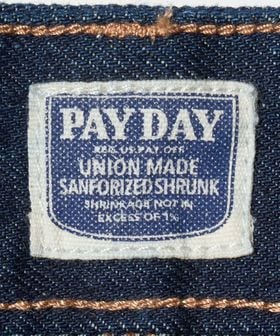 PAY DAY
REG. U.S. PAT. OFF.
UNION MADE
SANFORIZED SHRUNK
SHRINKAGE NOT IN
EXCESS OF 1%